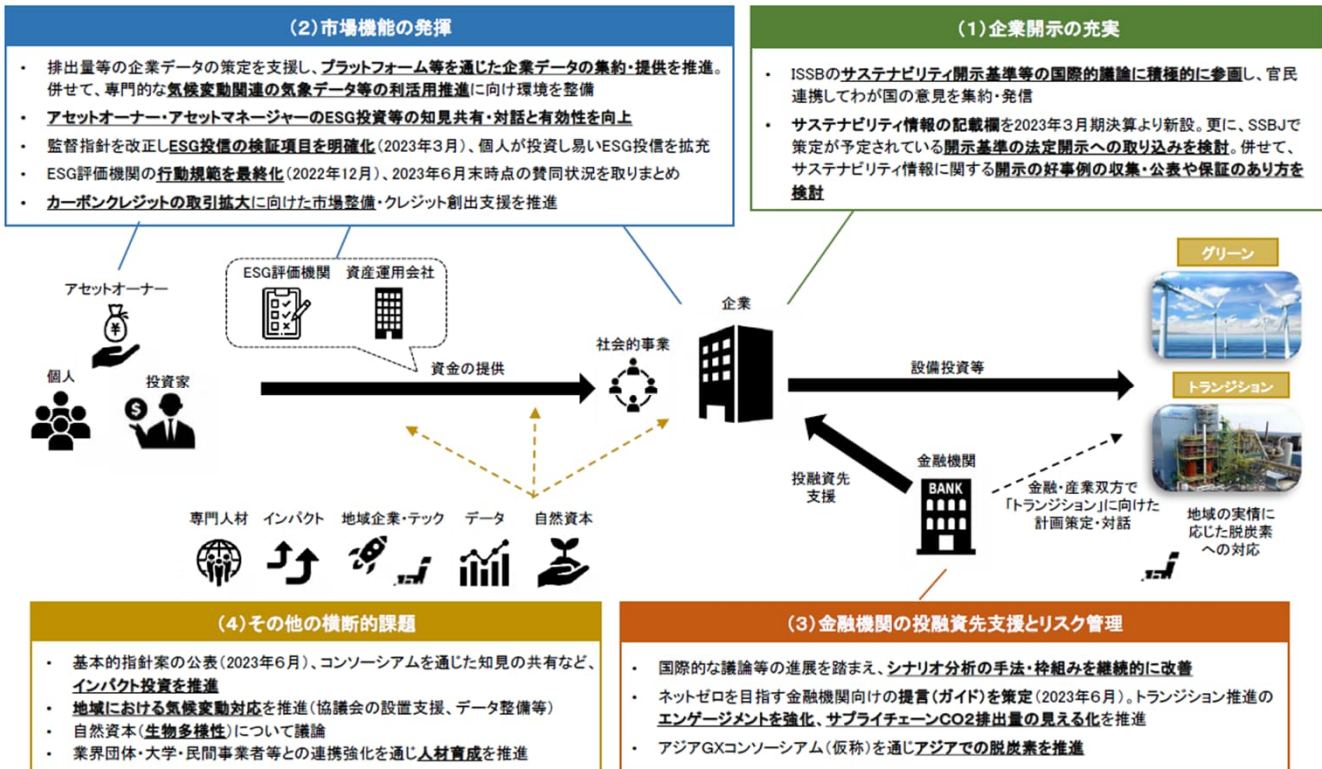 (2)市場機能の発揮
• 排出量等の企業データの策定を支援し、プラットフォーム等を通じた企業データの集約・提供を推進。
併せて、専門的な気候変動関連の気象データ等の利活用推進に向け環境を整備
• アセットオーナー・アセットマネージャーのESG投資等の知見共有・対話と有効性を向上
• 監督指針を改正しESG投信の検証項目を明確化(2023年3月)、個人が投資し易いESG投信を拡充
• ESG評価機関の行動規範を最終化(2022年12月)、2023年6月末時点の賛同状況を取りまとめ
• カーボンクレジットの取引拡大に向けた市場整備・クレジット創出支援を推進
(1)企業開示の充実
• ISSBのサステナビリティ開示基準等の国際的議論に積極的に参画し、官民
連携してわが国の意見を集約・発信
• サステナビリティ情報の記載欄を2023年3月期決算より新設。更に、SSBJで
策定が予定されている開示基準の法定開示への取り込みを検討。併せて、
サステナビリティ情報に関する開示の好事例の収集・公表や保証のあり方を
検討
アセットオーナー
個人
投資家
ESG評価機関
資産運用会社
資金の提供
社会的事業
企業
設備投資等
グリーン
トランジション
地域の実情に
応じた脱炭素
への対応
投融資先
支援
金融機関
BANK
金融・産業双方で
「トランジション」に向けた
計画策定・対話
専門人材
インパクト
地域企業・テック
データ
自然資本
(4)その他の横断的課題
• 基本的指針案の公表(2023年6月)、コンソーシアムを通じた知見の共有など、
インパクト投資を推進
• 地域における気候変動対応を推進(協議会の設置支援、データ整備等)
• 自然資本(生物多様性)について議論
• 業界団体・大学・民間事業者等との連携強化を通じ人材育成を推進
(3)金融機関の投融資先支援とリスク管理
• 国際的な議論等の進展を踏まえ、シナリオ分析の手法・枠組みを継続的に改善
• ネットゼロを目指す金融機関向けの提言(ガイド)を策定(2023年6月)。トランジション推進の
エンゲージメントを強化、サプライチェーンCO2排出量の見える化を推進
• アジアGXコンソーシアム(仮称)を通じアジアでの脱炭素を推進